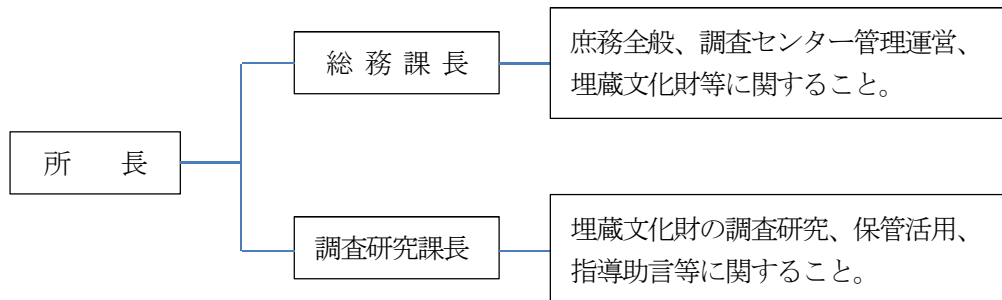 総務課長
庶務全般、調査センター管理運営、
埋蔵文化財等に関すること。
所　長
調査研究課長
埋蔵文化財の調査研究、保管活用、
指導助言等に関すること。